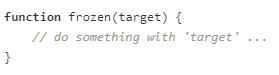 function frozen(target) {
    // do something with 'target' ...
}